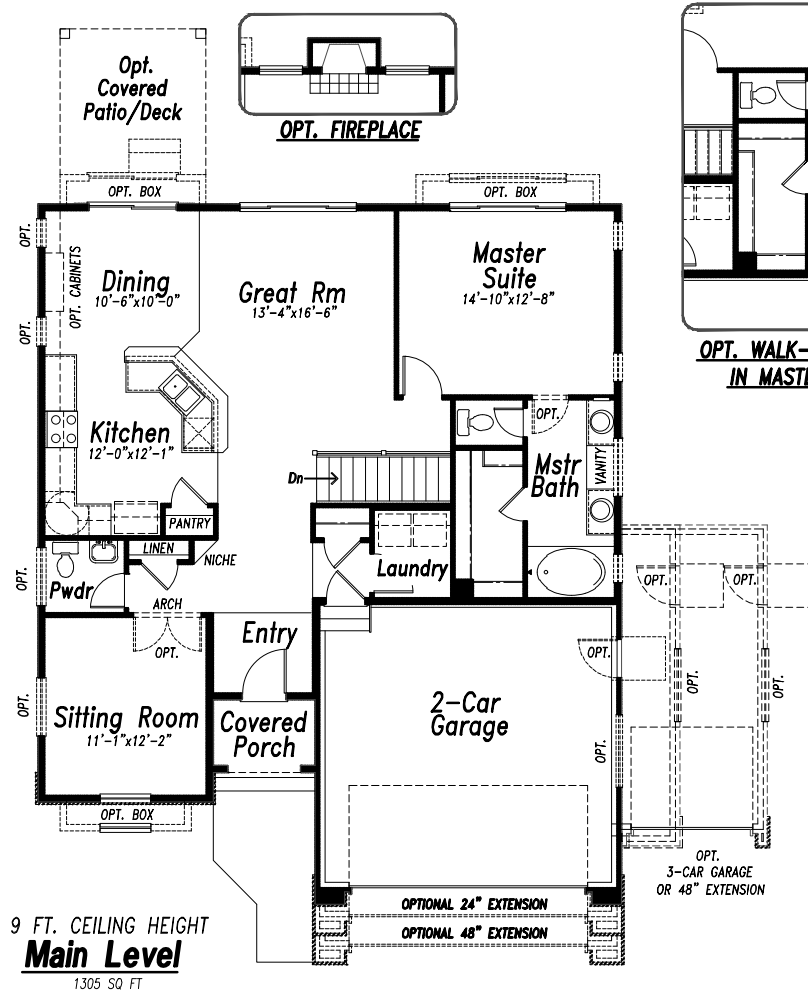 Opt.
Covered
Patio/Deck
OPT. FIREPLACE
OPT. BOX
OPT. BOX
OPT.
OPT. CABINETS
Dining
10'-6"x10'-0"
Great Rm
13'-4"x16'-6"
Master
Suite
14'-10"x12'-8"
OPT. WALK-
IN MAST
OPT.
Kitchen
12'-0"x12'-1"
OPT.
Mstr
Bath
VANITY
Dn
PANTRY
LINEN
NICHE
Laundry
OPT.
Pwdr
ARCH
OPT.
Entry
OPT.
OPT.
OPT.
OPT.
Sitting Room
11'-1"x12'-2"
Covered
Porch
2-Car
Garage
OPT.
OPT.
OPT.
OPT.
OPT. BOX
OPT.
3-CAR GARAGE
OR 48" EXTENSION
OPTIONAL 24" EXTENSION
OPTIONAL 48" EXTENSION
9 FT. CEILING HEIGHT
Main Level
1305 SQ FT